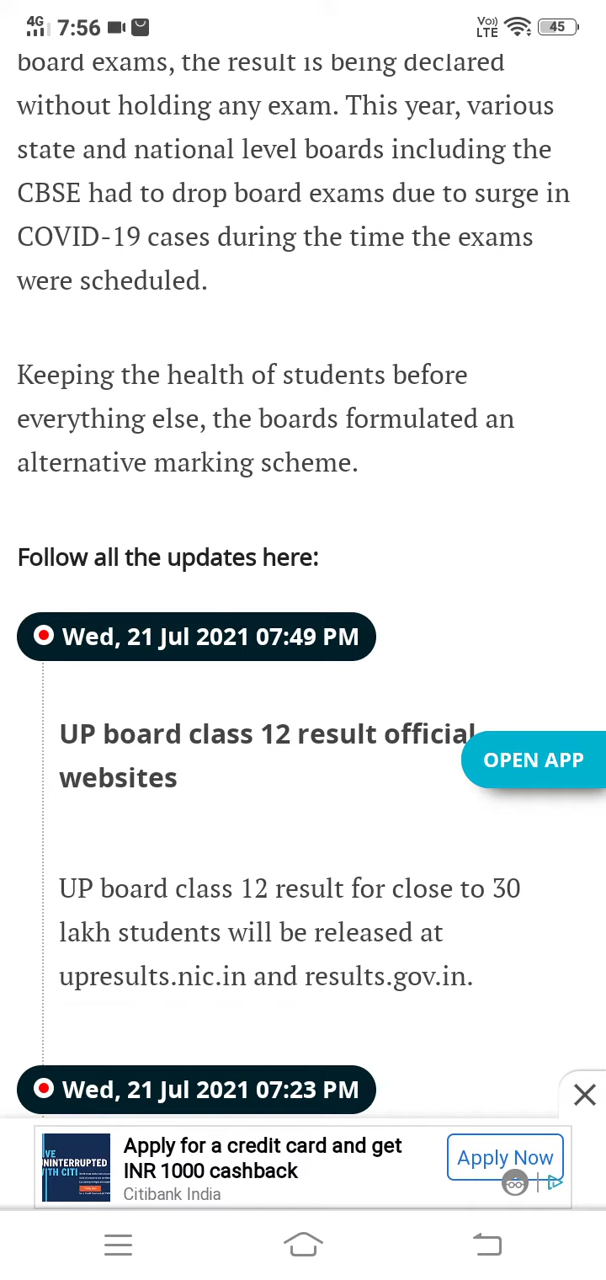 4G 7:56 Vo)) LTE 45
board exams, the result is being declared
without holding any exam. This year, various
state and national level boards including the
CBSE had to drop board exams due to surge in
COVID-19 cases during the time the exams
were scheduled.
Keeping the health of students before
everything else, the boards formulated an
alternative marking scheme.
Follow all the updates here:
Wed, 21 Jul 2021 07:49 PM
UP board class 12 result official
websites
OPEN APP
UP board class 12 result for close to 30
lakh students will be released at
upresults.nic.in and results.gov.in.
Wed, 21 Jul 2021 07:23 PM
Apply for a credit card and get
INR 1000 cashback
Citibank India
Apply Now
VE
NINTERRUPTED
ITH CITI